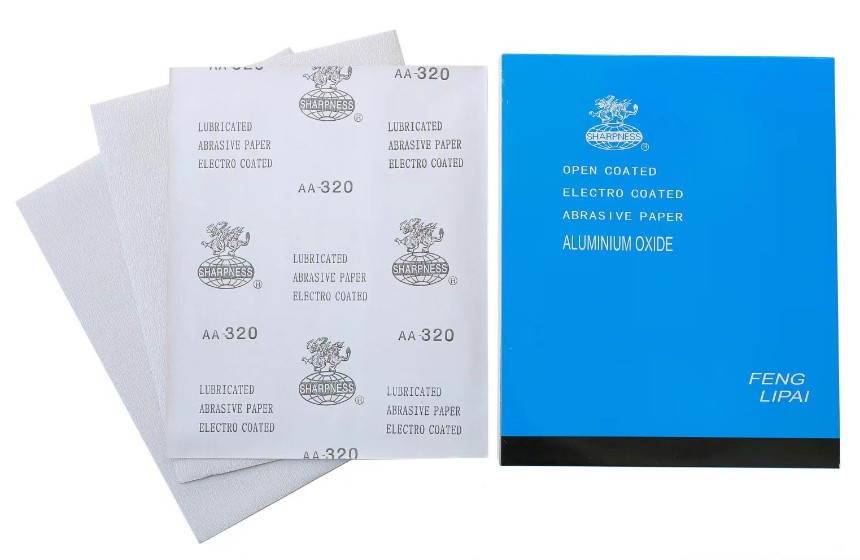 AA-320
SHARPNESS
®
LUBRICATED
ABRASIVE PAPER
ELECTRO COATED
LUBRICATED
ABRASIVE PAPER
ELECTRO COATED
AA-320
SHARPNESS
®
LUBRICATED
ABRASIVE PAPER
ELECTRO COATED
SHARPNESS
®
AA-320
AA-320
SHARPNESS
®
LUBRICATED
ABRASIVE PAPER
ELECTRO COATED
LUBRICATED
ABRASIVE PAPER
ELECTRO COATED
AA-320
SHARPNESS
®
OPEN COATED
ELECTRO COATED
ABRASIVE PAPER
ALUMINIUM OXIDE
FENG
LIPAI